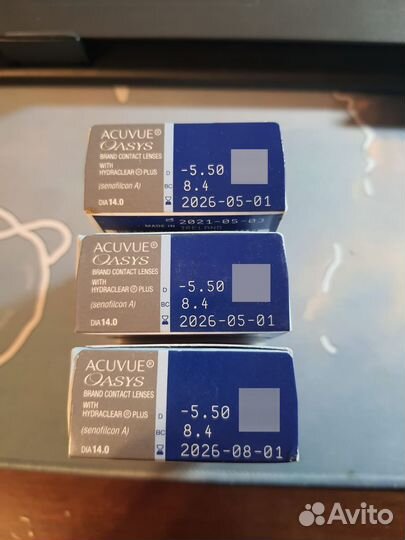 ACUVUE®
OASYS
BRAND CONTACT LENSES
WITH
HYDRACLEAR PLUS
(senofilcon A)
DIA 14.0
D -5.50
BC 8.4
2026-05-01
MADE IN
IRELAND
2021-05-03
ACUVUE®
OASYS
BRAND CONTACT LENSES
WITH
HYDRACLEAR PLUS
(senofilcon A)
DIA 14.0
D -5.50
BC 8.4
2026-05-01
ACUVUE®
OASYS
BRAND CONTACT LENSES
WITH
HYDRACLEAR PLUS
(senofilcon A)
DIA 14.0
D -5.50
BC 8.4
2026-08-01
Avito